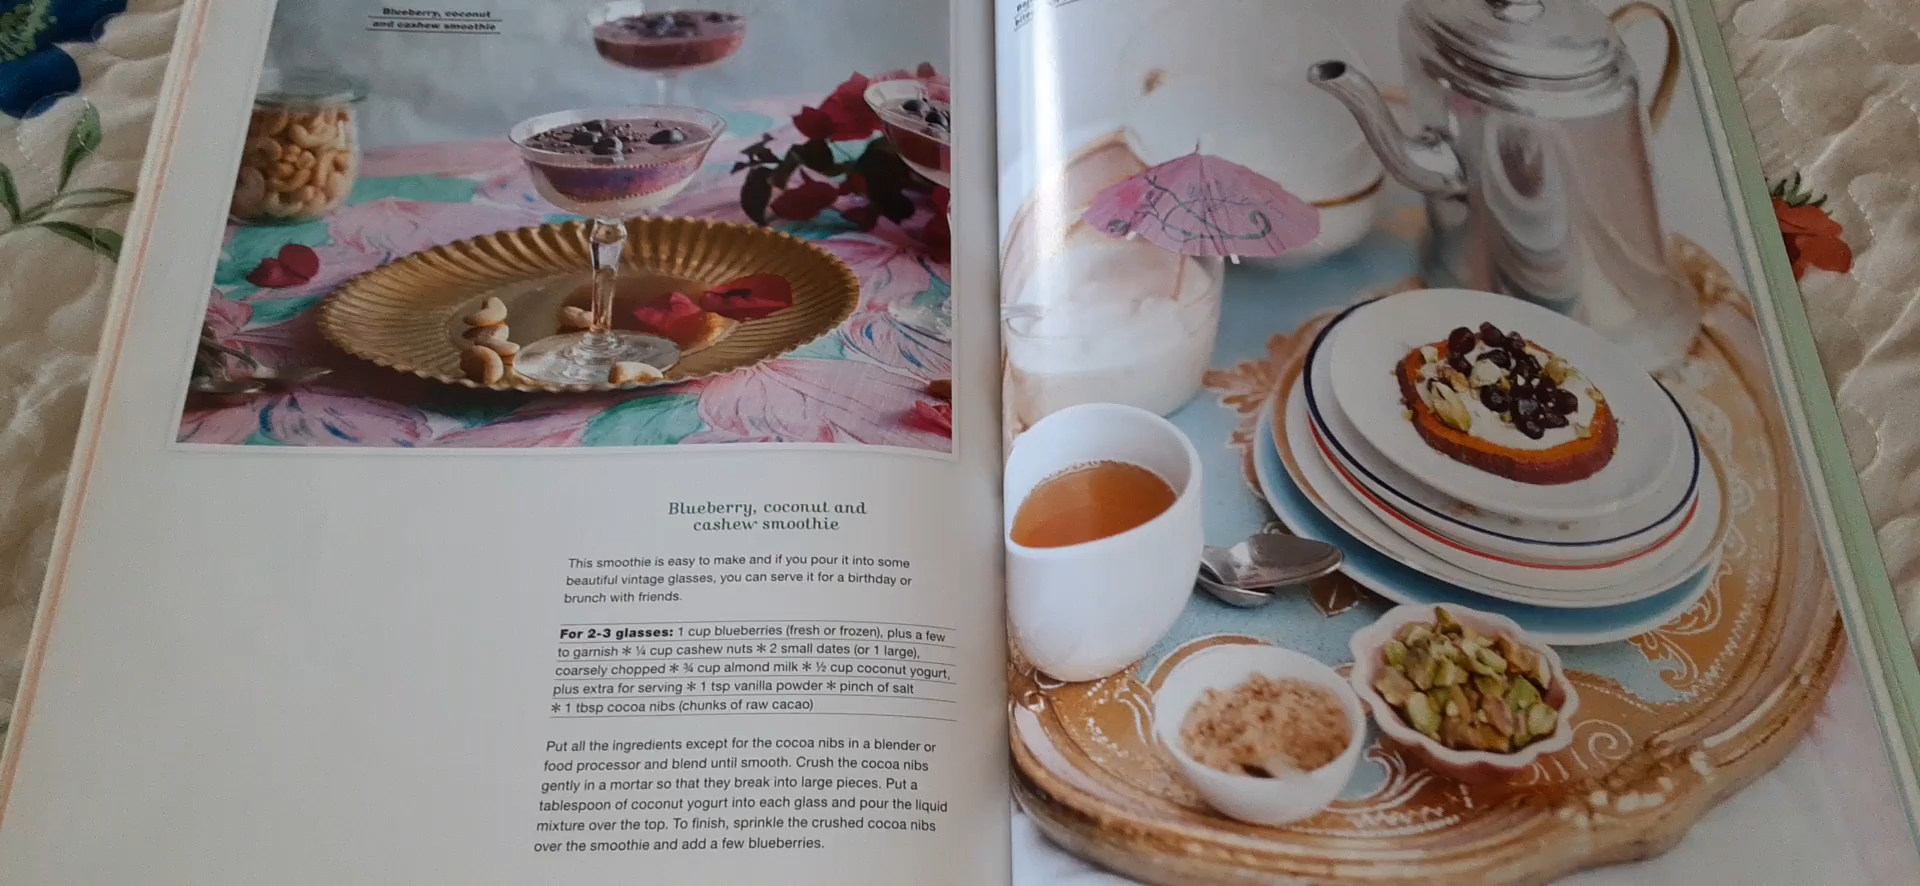 Blueberry, coconut
and cashew smoothie
Blueberry, coconut and
cashew smoothie
This smoothie is easy to make and if you pour it into some
beautiful vintage glasses, you can serve it for a birthday or
brunch with friends.
For 2-3 glasses: 1 cup blueberries (fresh or frozen), plus a few
to garnish * ¼ cup cashew nuts * 2 small dates (or 1 large),
coarsely chopped * ¾ cup almond milk * ½ cup coconut yogurt,
plus extra for serving * 1 tsp vanilla powder * pinch of salt
* 1 tbsp cocoa nibs (chunks of raw cacao)
Put all the ingredients except for the cocoa nibs in a blender or
food processor and blend until smooth. Crush the cocoa nibs
gently in a mortar so that they break into large pieces. Put a
tablespoon of coconut yogurt into each glass and pour the liquid
mixture over the top. To finish, sprinkle the crushed cocoa nibs
over the smoothie and add a few blueberries.